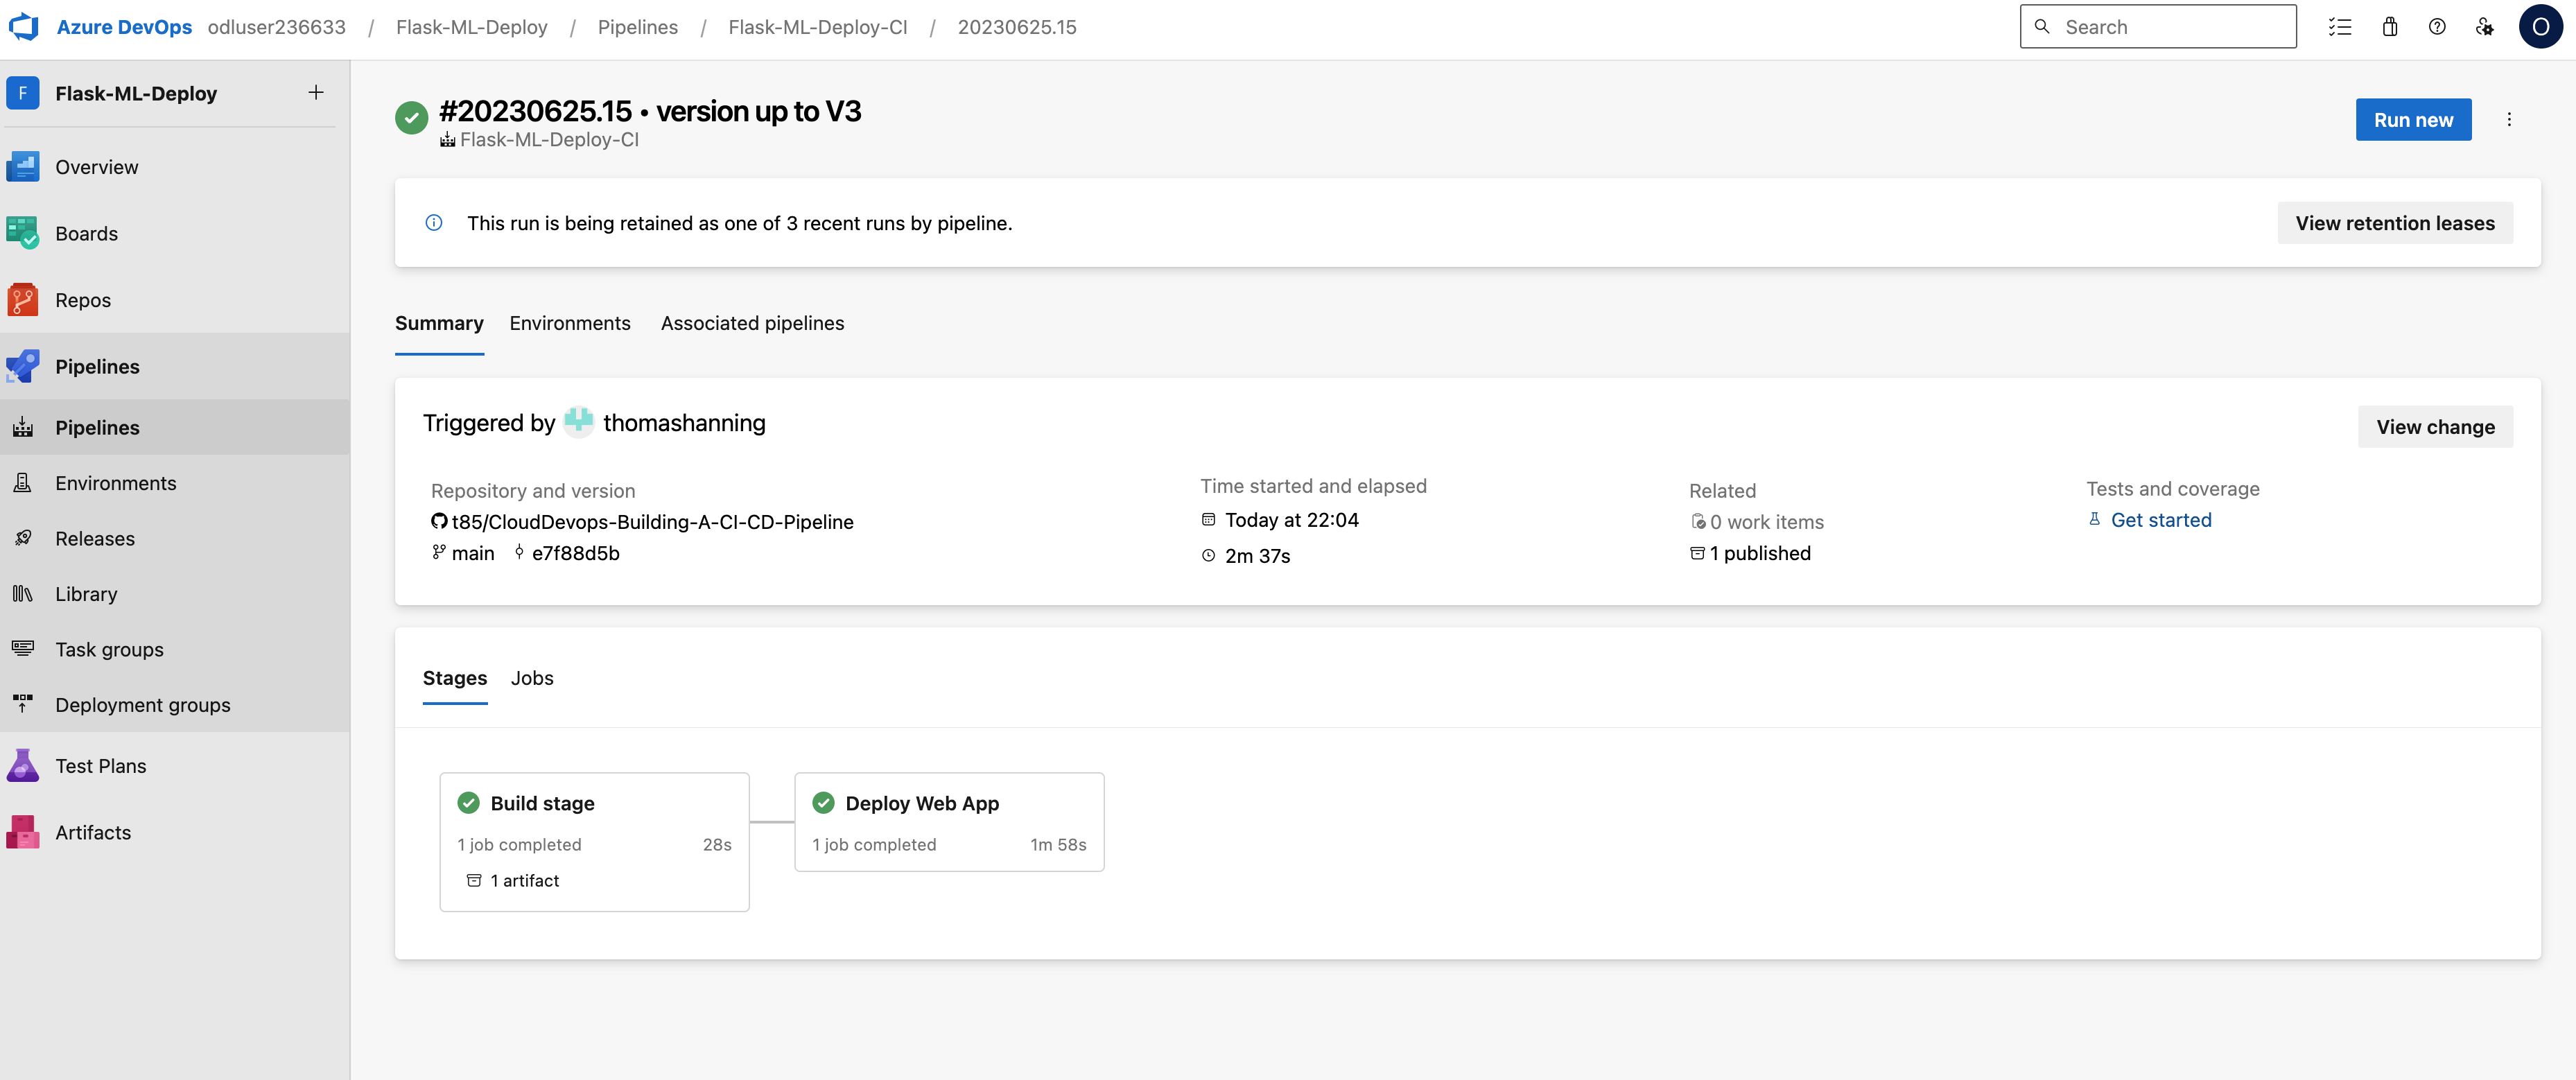 Azure DevOps odluser236633 / Flask-ML-Deploy / Pipelines / Flask-ML-Deploy-CI / 20230625.15
Search
O
F Flask-ML-Deploy
Overview
Boards
Repos
Pipelines
Pipelines
Environments
Releases
Library
Task groups
Deployment groups
Test Plans
Artifacts
#20230625.15 • version up to V3
Flask-ML-Deploy-CI
Run new
This run is being retained as one of 3 recent runs by pipeline.
View retention leases
Summary Environments Associated pipelines
Triggered by thomashanning
View change
Repository and version
t85/CloudDevops-Building-A-CI-CD-Pipeline
main e7f88d5b
Time started and elapsed
Today at 22:04
2m 37s
Related
0 work items
1 published
Tests and coverage
Get started
Stages Jobs
Build stage
1 job completed 28s
1 artifact
Deploy Web App
1 job completed 1m 58s